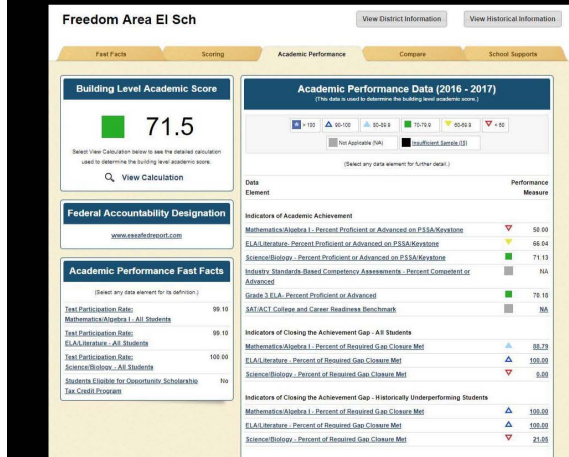 Freedom Area El Sch
View District Information
View Historical Information
Fast Facts
Scoring
Academic Performance
Compare
School Supports
Building Level Academic Score
71.5
Select View Calculation below to see the detailed calculation
used to determine the building level academic score.
View Calculation
Federal Accountability Designation
www.eseafedreport.com
Academic Performance Fast Facts
(Select any data element for its definition.)
Test Participation Rate:
Mathematics/Algebra I - All Students 99.10
Test Participation Rate:
ELA/Literature - All Students 99.10
Test Participation Rate:
Science/Biology - All Students 100.00
Students Eligible for Opportunity Scholarship No
Tax Credit Program
Academic Performance Data (2016 - 2017)
(This data is used to determine the building level academic score.)
> 100 90-100 80-89.9 70-79.9 60-69.9 < 60
Not Applicable (NA) Insufficient Sample (IS)
(Select any data element for further detail.)
Data Performance
Element Measure
Indicators of Academic Achievement
Mathematics/Algebra I - Percent Proficient or Advanced on PSSA/Keystone 50.00
ELA/Literature- Percent Proficient or Advanced on PSSA/Keystone 66.04
Science/Biology - Percent Proficient or Advanced on PSSA/Keystone 71.13
Industry Standards-Based Competency Assessments - Percent Competent or NA
Advanced
Grade 3 ELA- Percent Proficient or Advanced 70.18
SAT/ACT College and Career Readiness Benchmark NA
Indicators of Closing the Achievement Gap - All Students
Mathematics/Algebra I - Percent of Required Gap Closure Met 88.79
ELA/Literature - Percent of Required Gap Closure Met 100.00
Science/Biology - Percent of Required Gap Closure Met 0.00
Indicators of Closing the Achievement Gap - Historically Underperforming Students
Mathematics/Algebra I - Percent of Required Gap Closure Met 100.00
ELA/Literature - Percent of Required Gap Closure Met 100.00
Science/Biology - Percent of Required Gap Closure Met 21.05